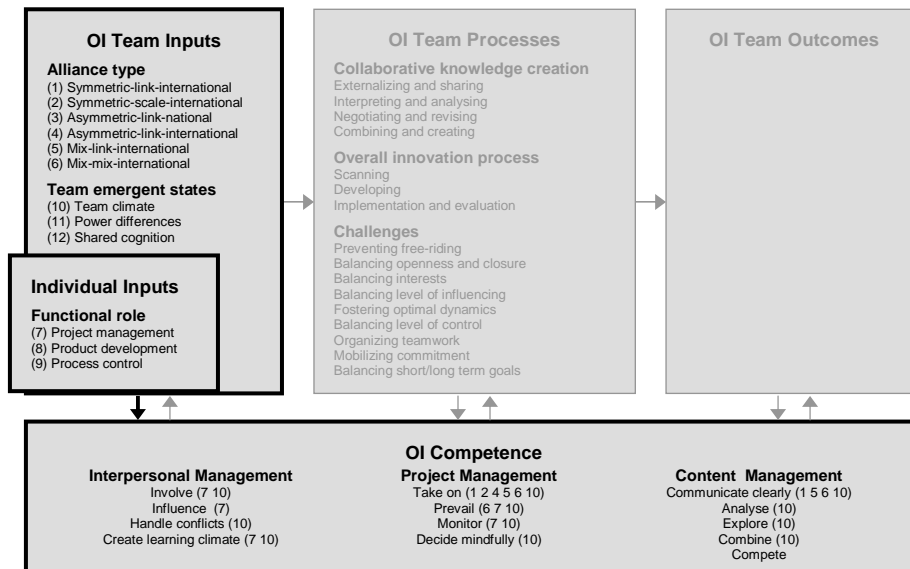 OI Team Inputs
Alliance type
(1) Symmetric-link-international
(2) Symmetric-scale-international
(3) Asymmetric-link-national
(4) Asymmetric-link-international
(5) Mix-link-international
(6) Mix-mix-international
Team emergent states
(10) Team climate
(11) Power differences
(12) Shared cognition
Individual Inputs
Functional role
(7) Project management
(8) Product development
(9) Process control
OI Team Processes
Collaborative knowledge creation
Externalizing and sharing
Interpreting and analysing
Negotiating and revising
Combining and creating
Overall innovation process
Scanning
Developing
Implementation and evaluation
Challenges
Preventing free-riding
Balancing openness and closure
Balancing interests
Balancing level of influencing
Fostering optimal dynamics
Balancing level of control
Organizing teamwork
Mobilizing commitment
Balancing short/long term goals
OI Team Outcomes
OI Competence
Interpersonal Management
Involve (7 10)
Influence (7)
Handle conflicts (10)
Create learning climate (7 10)
Project Management
Take on (1 2 4 5 6 10)
Prevail (6 7 10)
Monitor (7 10)
Decide mindfully (10)
Content Management
Communicate clearly (1 5 6 10)
Analyse (10)
Explore (10)
Combine (10)
Compete